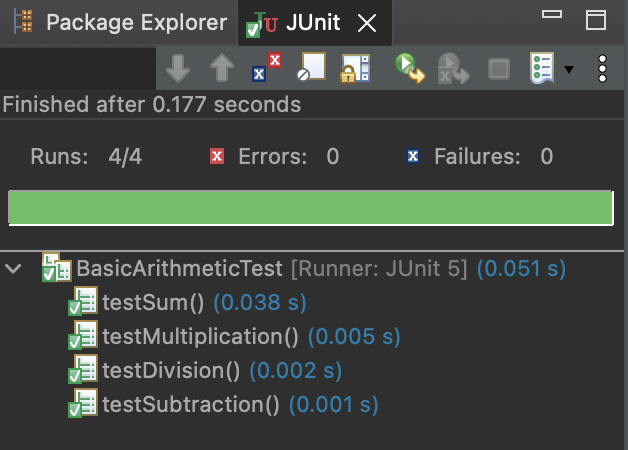 Package Explorer JUnit
Finished after 0.177 seconds
Runs: 4/4 Errors: 0 Failures: 0
BasicArithmeticTest [Runner: JUnit 5] (0.051 s)
testSum() (0.038 s)
testMultiplication() (0.005 s)
testDivision() (0.002 s)
testSubtraction() (0.001 s)